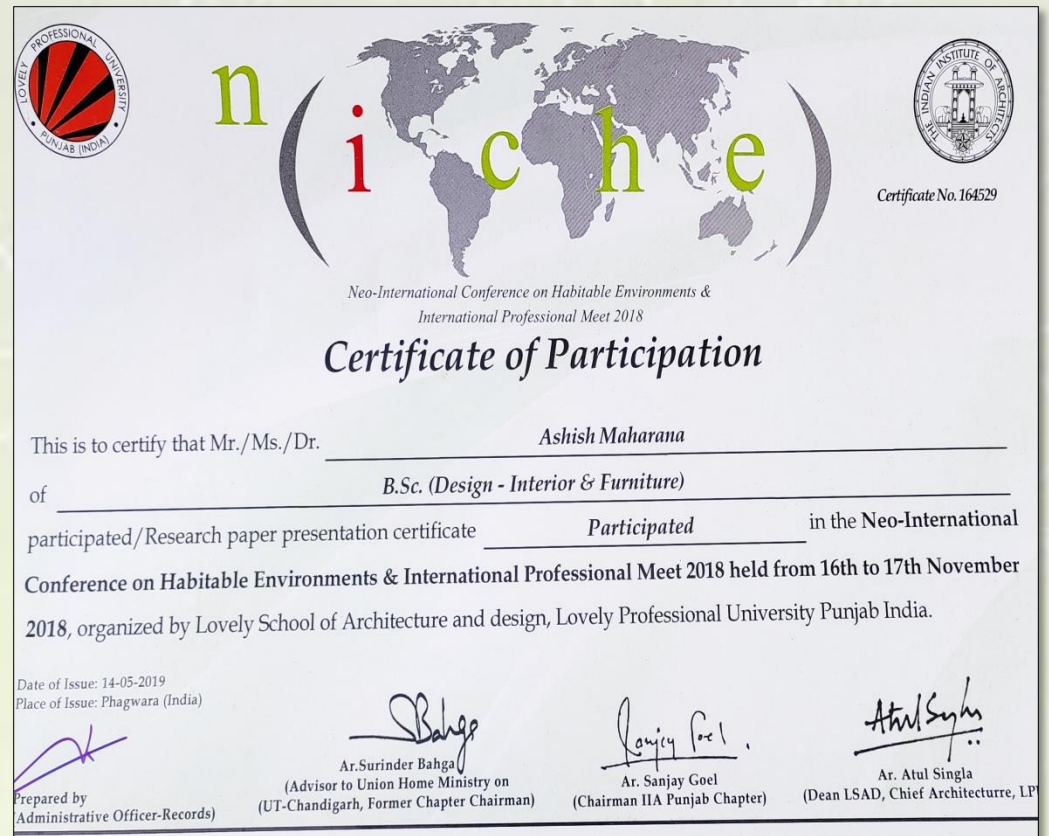 LOVELY PROFESSIONAL UNIVERSITY
PUNJAB (INDIA)
niche
THE INDIAN INSTITUTE OF ARCHITECTS
Certificate No. 164529
Neo-International Conference on Habitable Environments &
International Professional Meet 2018
Certificate of Participation
This is to certify that Mr./Ms./Dr. Ashish Maharana
of B.Sc. (Design - Interior & Furniture)
participated/Research paper presentation certificate Participated in the Neo-International
Conference on Habitable Environments & International Professional Meet 2018 held from 16th to 17th November
2018, organized by Lovely School of Architecture and design, Lovely Professional University Punjab India.
Date of Issue: 14-05-2019
Place of Issue: Phagwara (India)
SBahga
Sanjay Goel
Atul Singla
Prepared by
Administrative Officer-Records)
Ar.Surinder Bahga
(Advisor to Union Home Ministry on
(UT-Chandigarh, Former Chapter Chairman)
Ar. Sanjay Goel
(Chairman IIA Punjab Chapter)
Ar. Atul Singla
(Dean LSAD, Chief Architecturre, LP